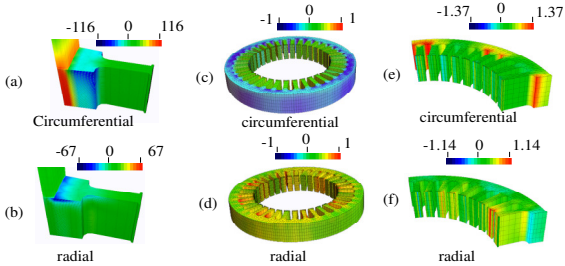 -116 0 116
(a)
Circumferential
-67 0 67
(b)
radial
-1 0 1
(c)
circumferential
-1 0 1
(d)
radial
-1.37 0 1.37
(e)
circumferential
-1.14 0 1.14
(f)
radial